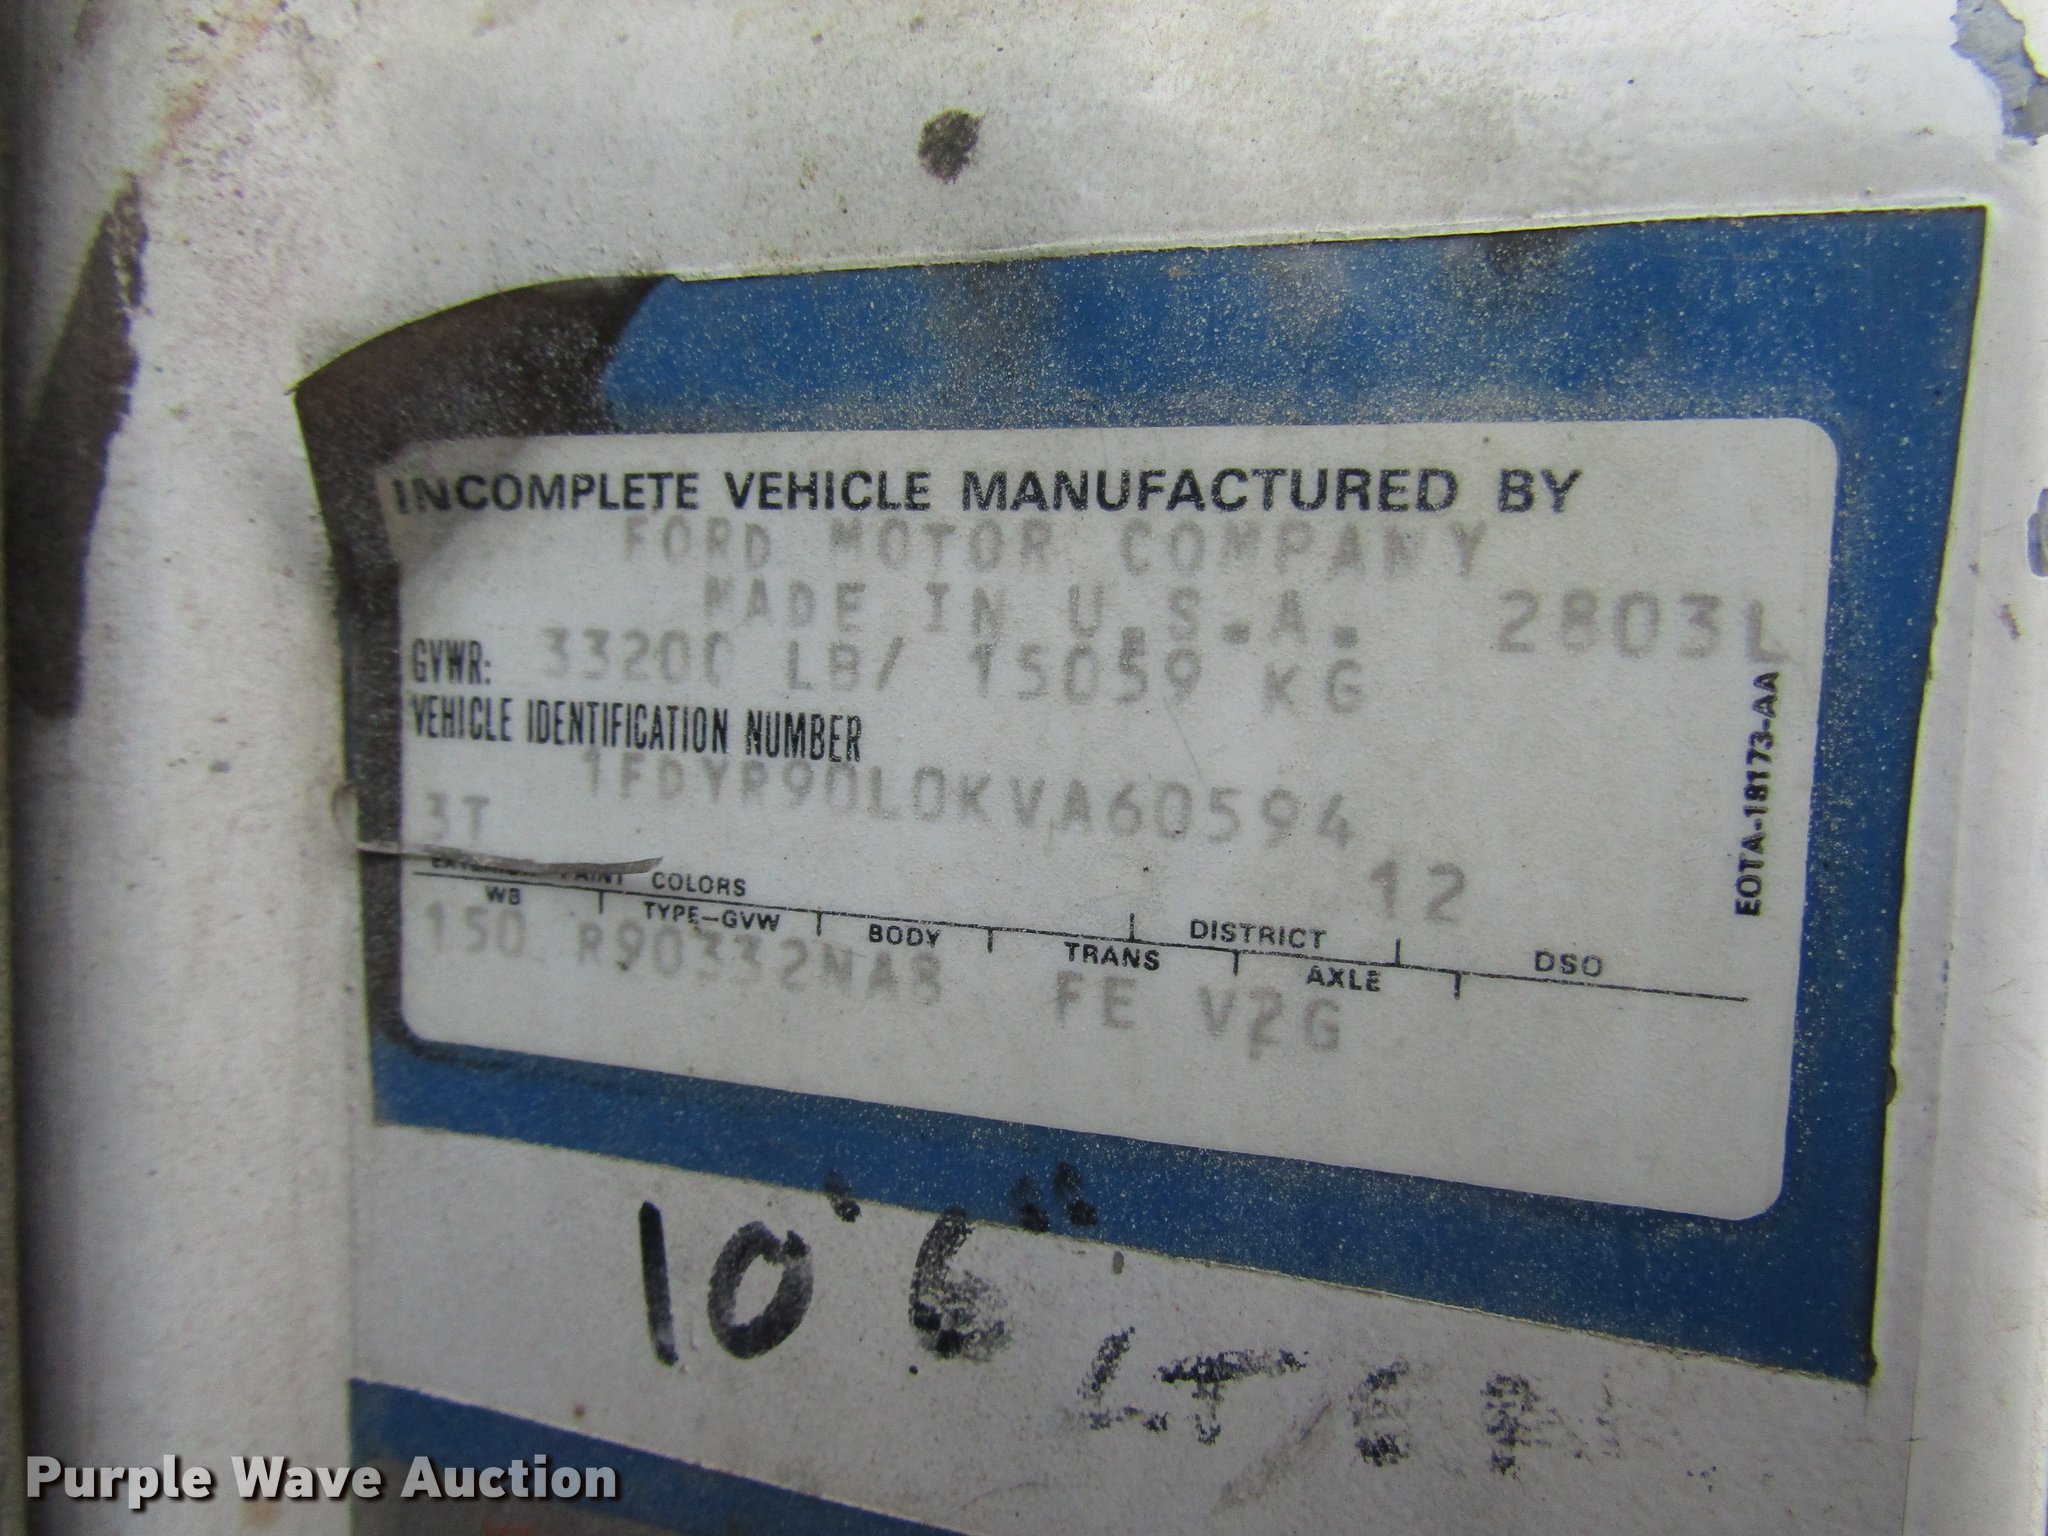 INCOMPLETE VEHICLE MANUFACTURED BY
FORD MOTOR COMPANY
MADE IN U.S.A. 2803L
GVWR: 33200 LB/ 15059 KG
VEHICLE IDENTIFICATION NUMBER
1FDYR90L0KVA60594
3T 12
EXTERIOR PAINT COLORS DISTRICT DSO
WB TYPE-GVW BODY TRANS AXLE
150 R90332NA8 FE G
EOTA-18173-AA
10'6"
Purple Wave Auction